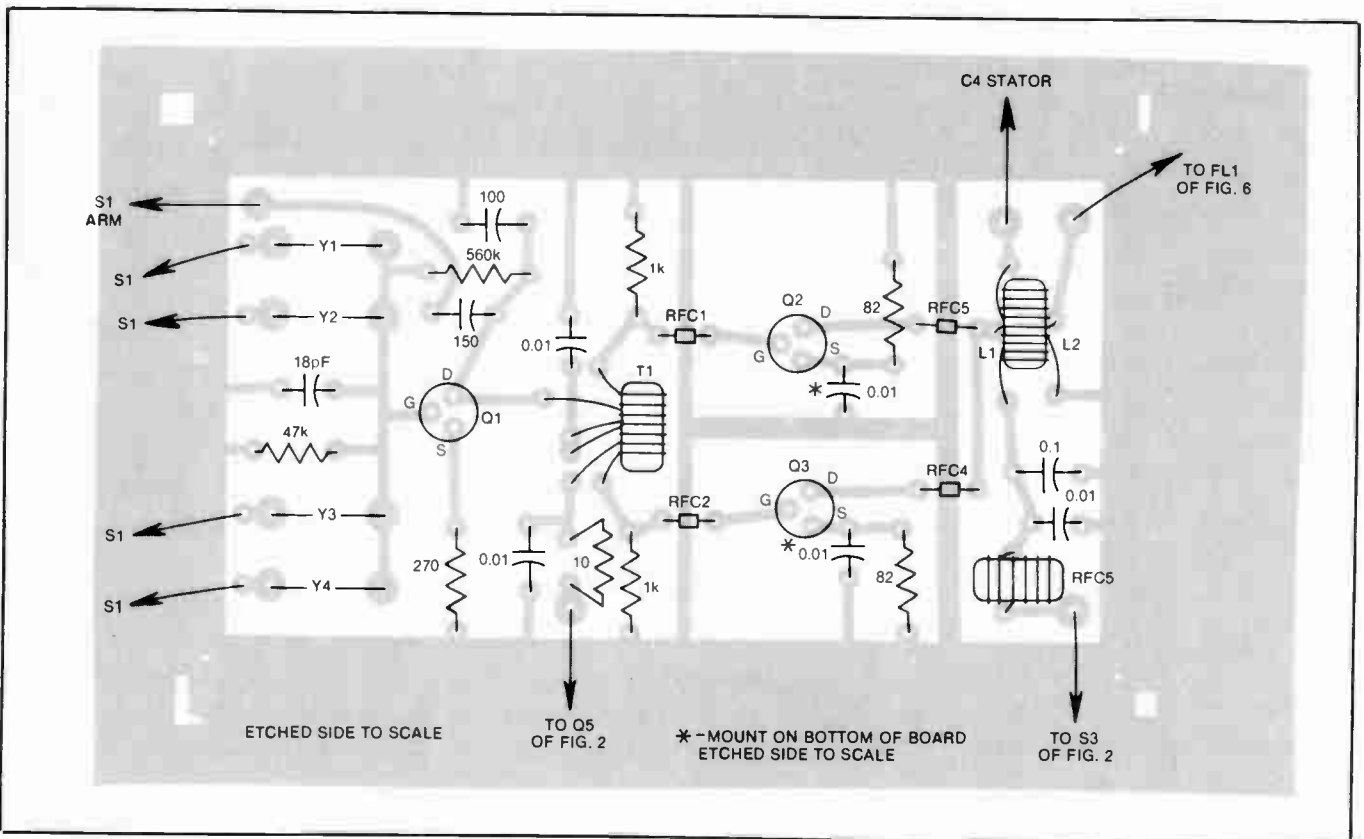 C4 STATOR
TO FL1
OF FIG. 6
S1
ARM
100
Y1
560k
S1
1k
Q2
D
82
RFC1
RFC5
S1
Y2
150
0.01
G
S
L1
L2
18pF
D
T1
*
0.01
G
Q1
47k
S
Q3
D
RFC4
0.1
0.01
G
S
RFC2
S1
Y3
*
0.01
270
0.01
10
1k
82
RFC5
S1
Y4
ETCHED SIDE TO SCALE
TO Q5
OF FIG. 2
* -MOUNT ON BOTTOM OF BOARD
ETCHED SIDE TO SCALE
TO S3
OF FIG. 2